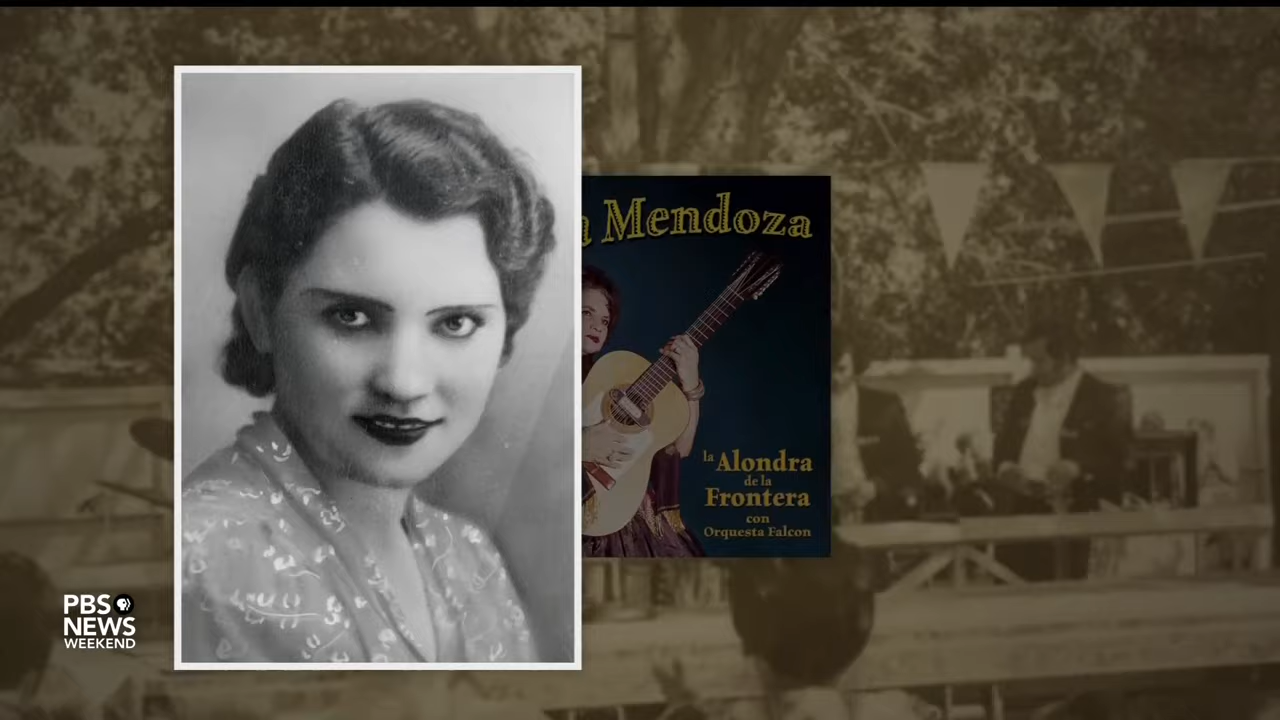 Mendoza
la Alondra
de la
Frontera
con
Orquesta Falcon
PBS
NEWS
WEEKEND